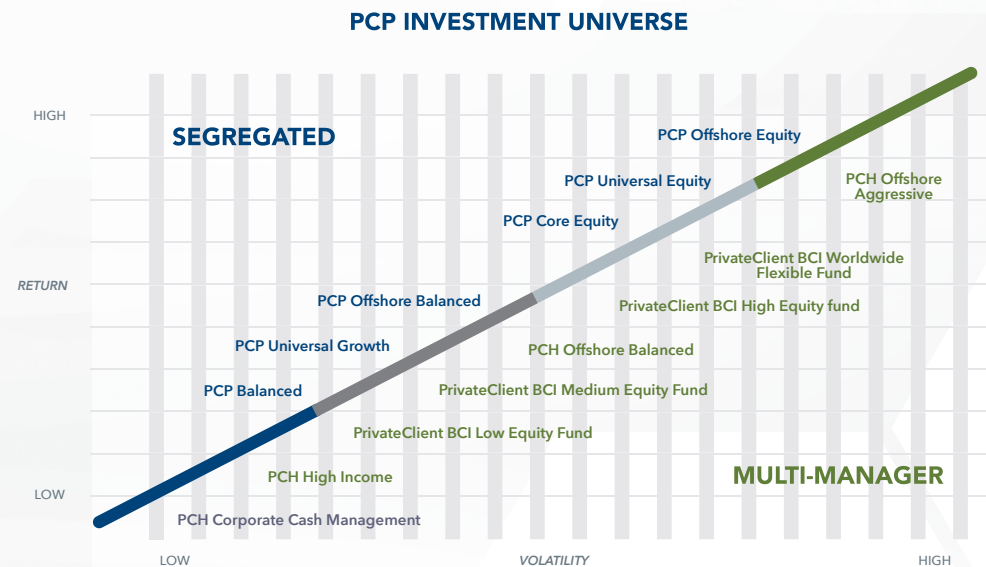 PCP INVESTMENT UNIVERSE
HIGH
SEGREGATED
PCP Offshore Equity
PCP Universal Equity
PCH Offshore
Aggressive
PCP Core Equity
PrivateClient BCI Worldwide
Flexible Fund
RETURN
PCP Offshore Balanced
PrivateClient BCI High Equity fund
PCP Universal Growth
PCH Offshore Balanced
PCP Balanced
PrivateClient BCI Medium Equity Fund
PrivateClient BCI Low Equity Fund
PCH High Income
MULTI-MANAGER
LOW
PCH Corporate Cash Management
LOW
VOLATILITY
HIGH